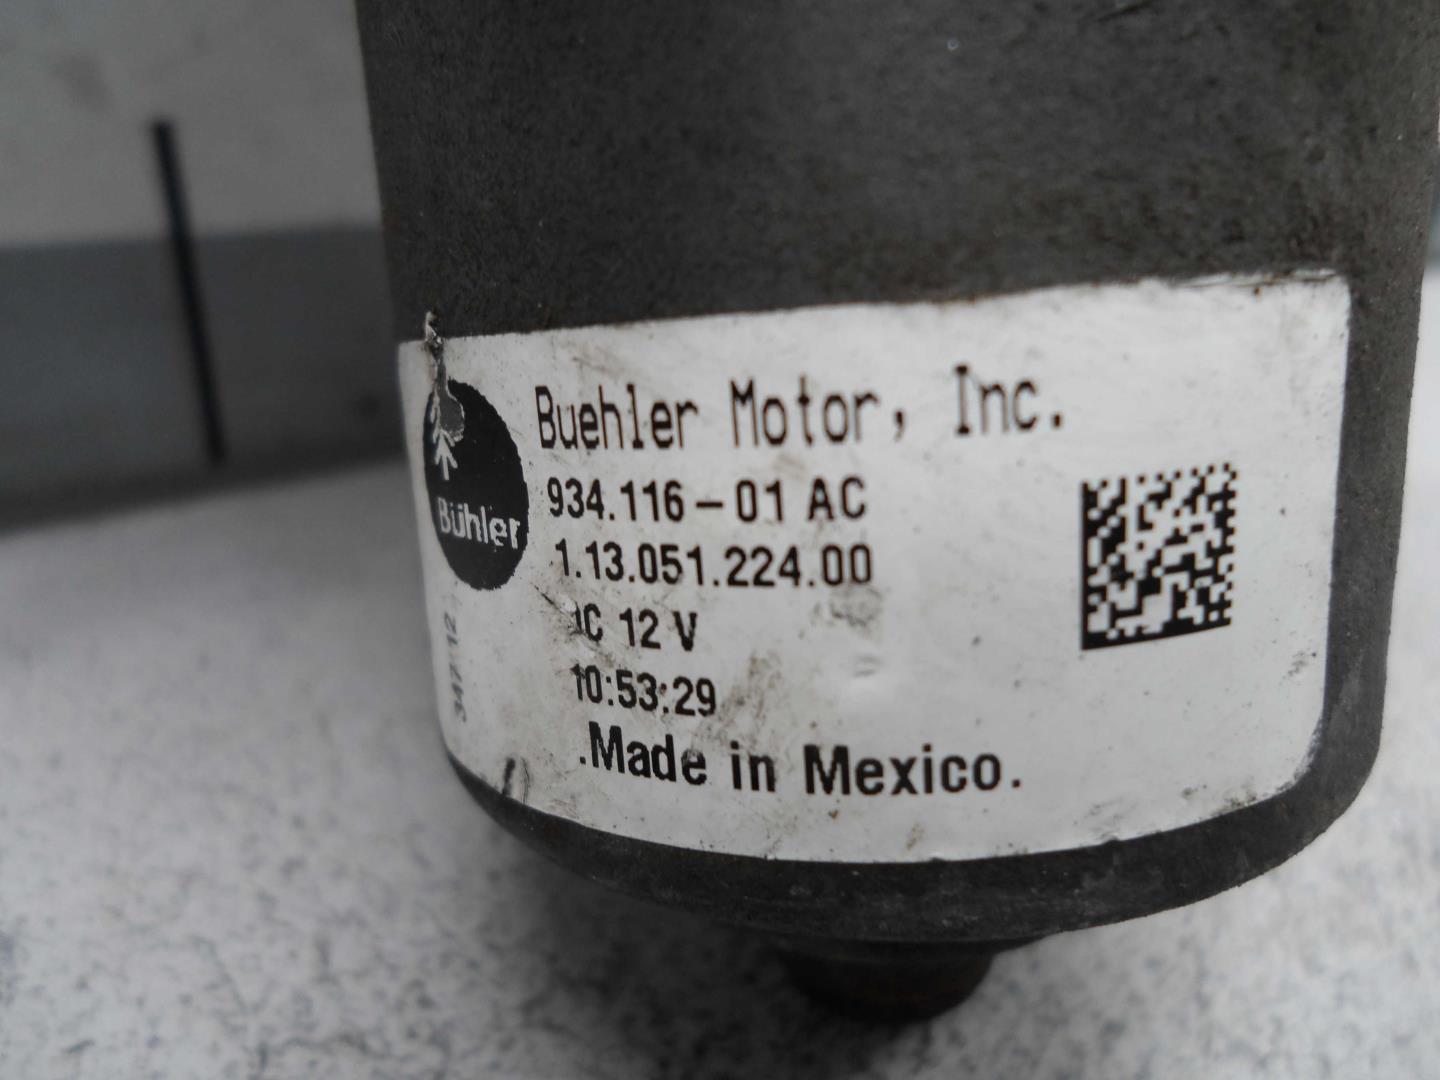 Buehler Motor, Inc.
Bühler
934.116-01 AC
1.13.051.224.00
12 V
10:53:29
.Made in Mexico.